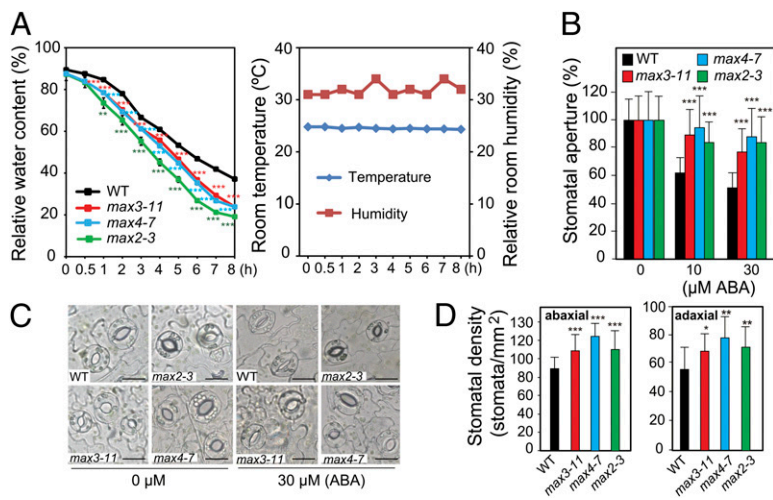 A
Relative water content (%)
100
80
60
40
20
0
WT
max3-11
max4-7
max2-3
** *** *** *** *** *** *** ***
0 0.5 1 2 3 4 5 6 7 8 (h)
Room temperature (ºC)
40
30
20
10
0
Temperature
Humidity
0 0.5 1 2 3 4 5 6 7 8 (h)
Relative room humidity (%)
40
30
20
10
0
B
WT max4-7
max3-11 max2-3
Stomatal aperture (%)
120
100
80
60
40
20
0
*** *** ***
*** *** ***
0 10 30
(µM ABA)
C
WT max2-3 WT max2-3
max3-11 max4-7 max3-11 max4-7
0 µM 30 µM (ABA)
D
Stomatal density
(stomata/mm2)
abaxial
150
120
90
60
30
0
*** *** ***
WT max3-11 max4-7 max2-3
adaxial
100
80
60
40
20
0
* ** **
WT max3-11 max4-7 max2-3